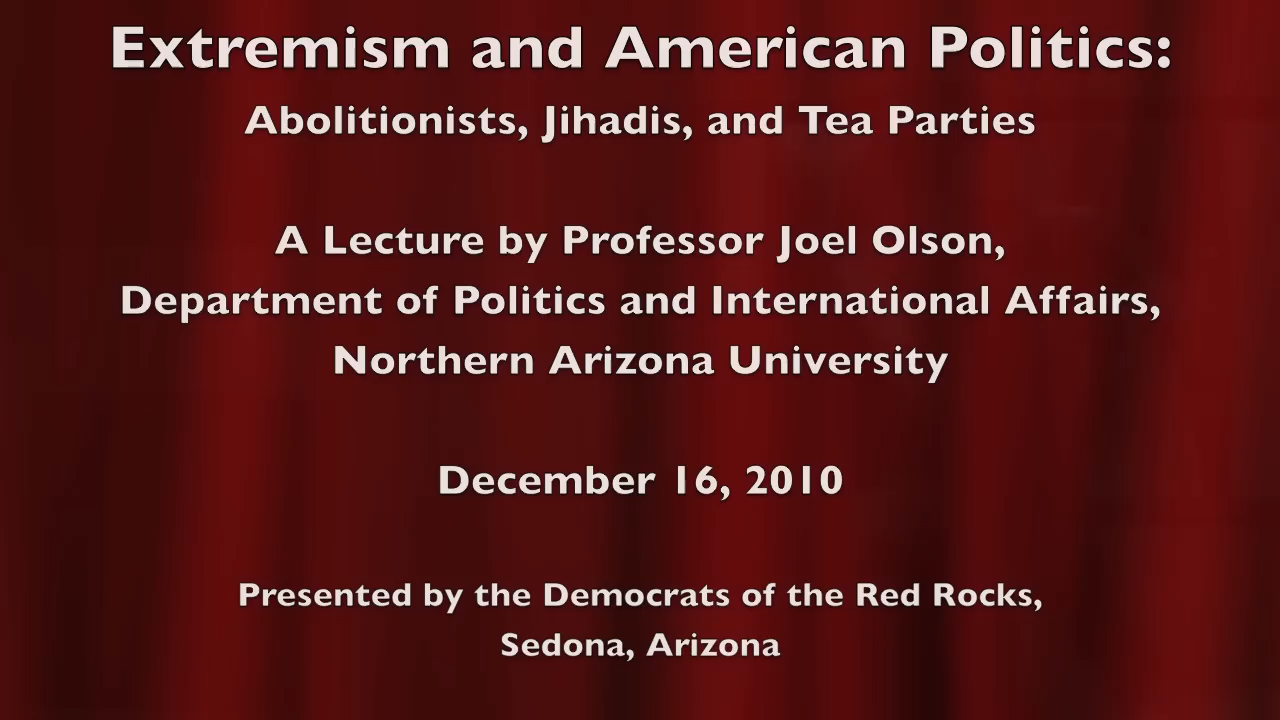 Extremism and American Politics:
Abolitionists, Jihadis, and Tea Parties
A Lecture by Professor Joel Olson,
Department of Politics and International Affairs,
Northern Arizona University
December 16, 2010
Presented by the Democrats of the Red Rocks,
Sedona, Arizona